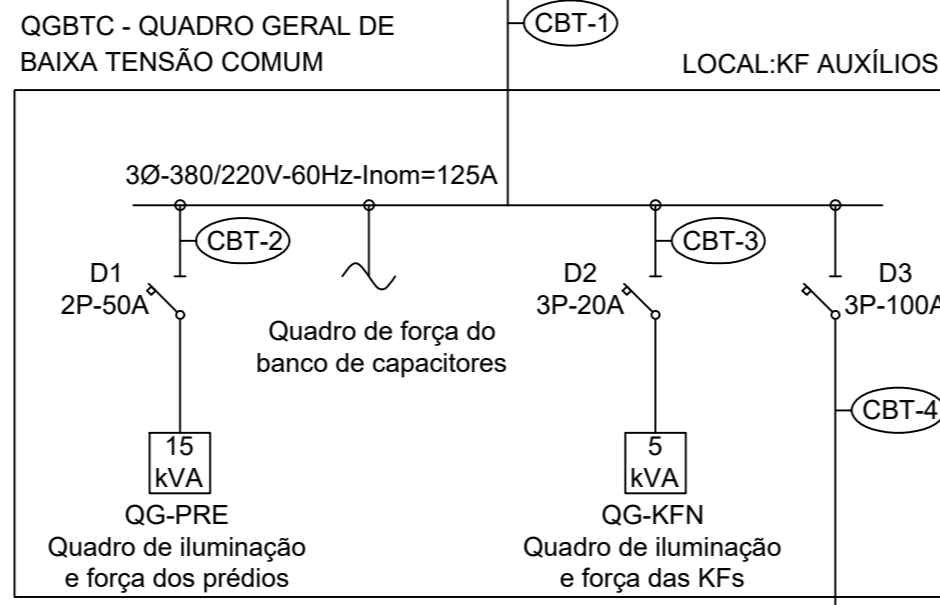 QGBTC - QUADRO GERAL DE
BAIXA TENSÃO COMUM
CBT-1
LOCAL:KF AUXÍLIOS
3Ø-380/220V-60Hz-Inom=125A
CBT-2
CBT-3
D1
2P-50A
D2
3P-20A
D3
3P-100A
Quadro de força do
banco de capacitores
CBT-4
15
kVA
5
kVA
QG-PRE
Quadro de iluminação
e força dos prédios
QG-KFN
Quadro de iluminação
e força das KFs